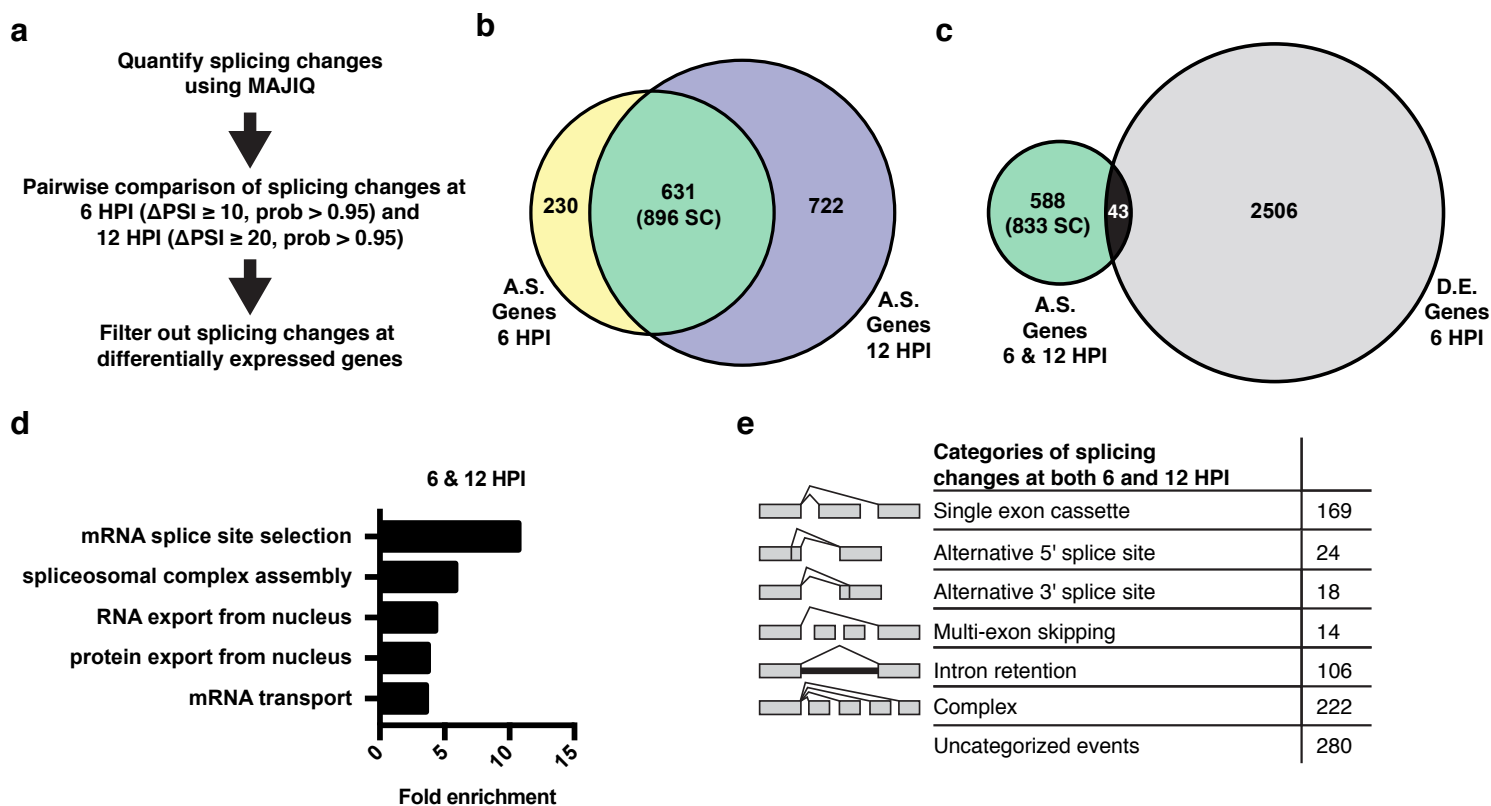 a
Quantify splicing changes
using MAJIQ
Pairwise comparison of splicing changes at
6 HPI (ΔPSI ≥ 10, prob > 0.95) and
12 HPI (ΔPSI ≥ 20, prob > 0.95)
Filter out splicing changes at
differentially expressed genes
b
230
631
(896 SC)
722
A.S.
Genes
6 HPI
A.S.
Genes
12 HPI
c
588
(833 SC)
43
2506
A.S.
Genes
6 & 12 HPI
D.E.
Genes
6 HPI
d
6 & 12 HPI
mRNA splice site selection
spliceosomal complex assembly
RNA export from nucleus
protein export from nucleus
mRNA transport
0 5 10 15
Fold enrichment
e
Categories of splicing
changes at both 6 and 12 HPI
Single exon cassette 169
Alternative 5' splice site 24
Alternative 3' splice site 18
Multi-exon skipping 14
Intron retention 106
Complex 222
Uncategorized events 280